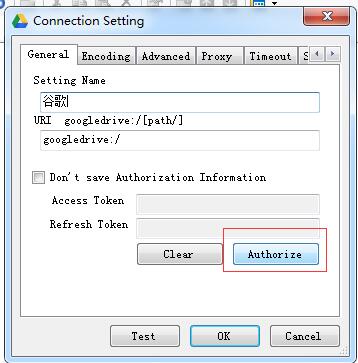 Connection Setting
General Encoding Advanced Proxy Timeout S
Setting Name
谷歌
URI googledrive:/[path/]
googledrive:/
Don't save Authorization Information
Access Token
Refresh Token
Clear Authorize
Test OK Cancel